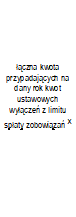 łączna kwota
przypadających na
dany rok kwot
ustawowych
wyłączeń z limitu
spłaty zobowiązań x